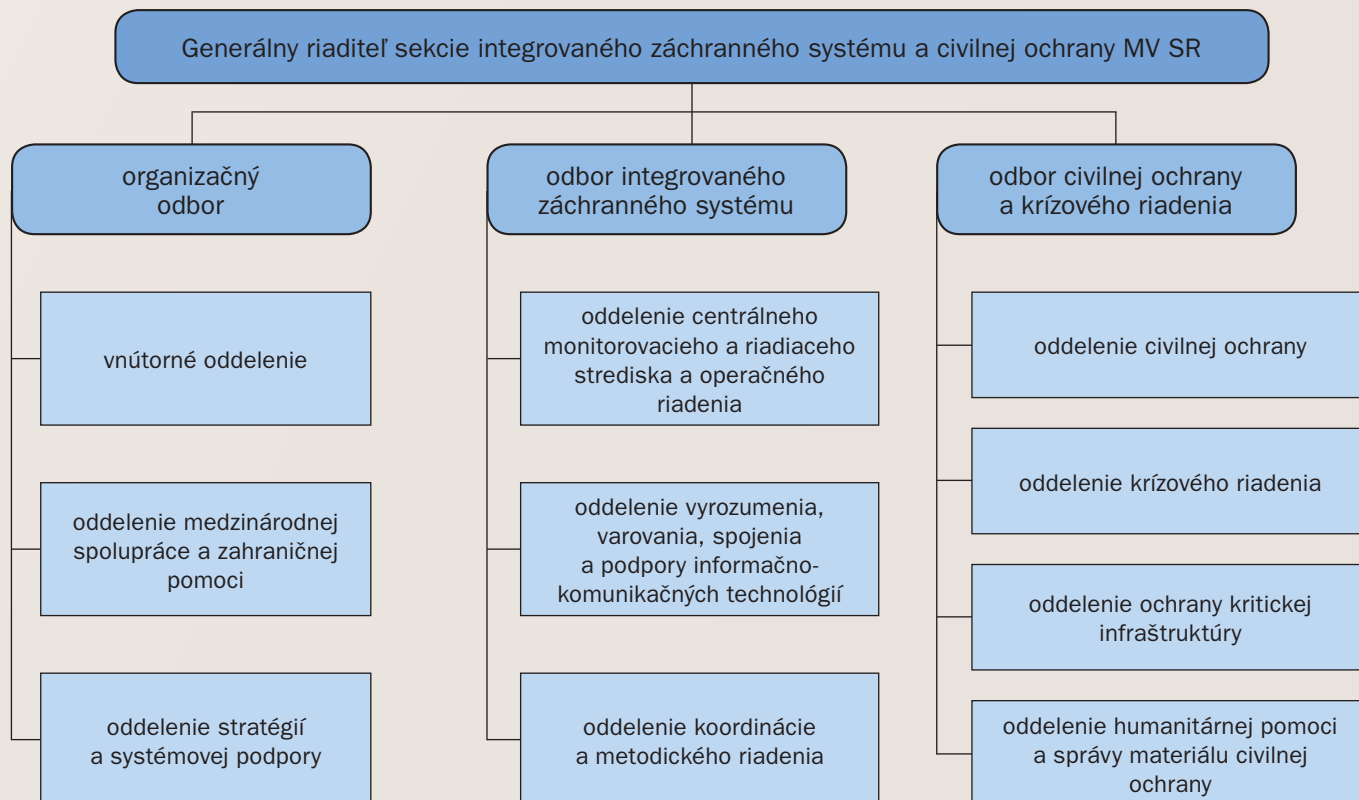 Generálny riaditeľ sekcie integrovaného záchranného systému a civilnej ochrany MV SR
organizačný
odbor
vnútorné oddelenie
oddelenie medzinárodnej
spolupráce a zahraničnej
pomoci
oddelenie stratégií
a systémovej podpory
odbor integrovaného
záchranného systému
oddelenie centrálneho
monitorovacieho a riadiaceho
strediska a operačného
riadenia
oddelenie vyrozumenia,
varovania, spojenia
a podpory informačno-
komunikačných technológií
oddelenie koordinácie
a metodického riadenia
odbor civilnej ochrany
a krízového riadenia
oddelenie civilnej ochrany
oddelenie krízového riadenia
oddelenie ochrany kritickej
infraštruktúry
oddelenie humanitárnej pomoci
a správy materiálu civilnej
ochrany